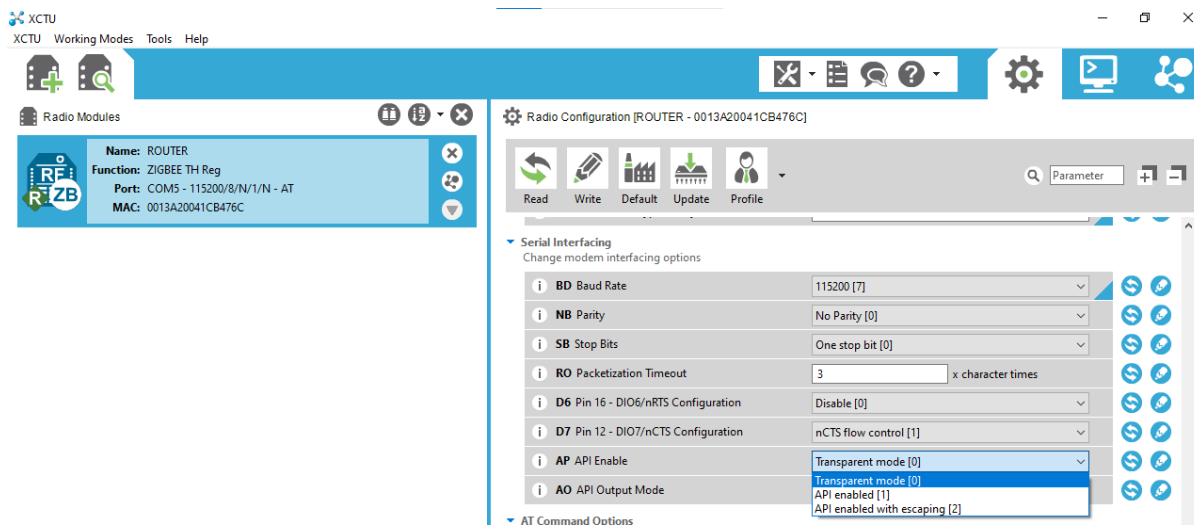 XCTU
XCTU Working Modes Tools Help
Radio Modules
Name: ROUTER
Function: ZIGBEE TH Reg
Port: COM5 - 115200/8/N/1/N - AT
MAC: 0013A20041CB476C
RF
R ZB
Radio Configuration [ROUTER - 0013A20041CB476C]
Read Write Default Update Profile
Parameter
Serial Interfacing
Change modem interfacing options
i BD Baud Rate 115200 [7]
i NB Parity No Parity [0]
i SB Stop Bits One stop bit [0]
i RO Packetization Timeout 3 x character times
i D6 Pin 16 - DIO6/nRTS Configuration Disable [0]
i D7 Pin 12 - DIO7/nCTS Configuration nCTS flow control [1]
i AP API Enable Transparent mode [0]
Transparent mode [0]
API enabled [1]
API enabled with escaping [2]
i AO API Output Mode
AT Command Options